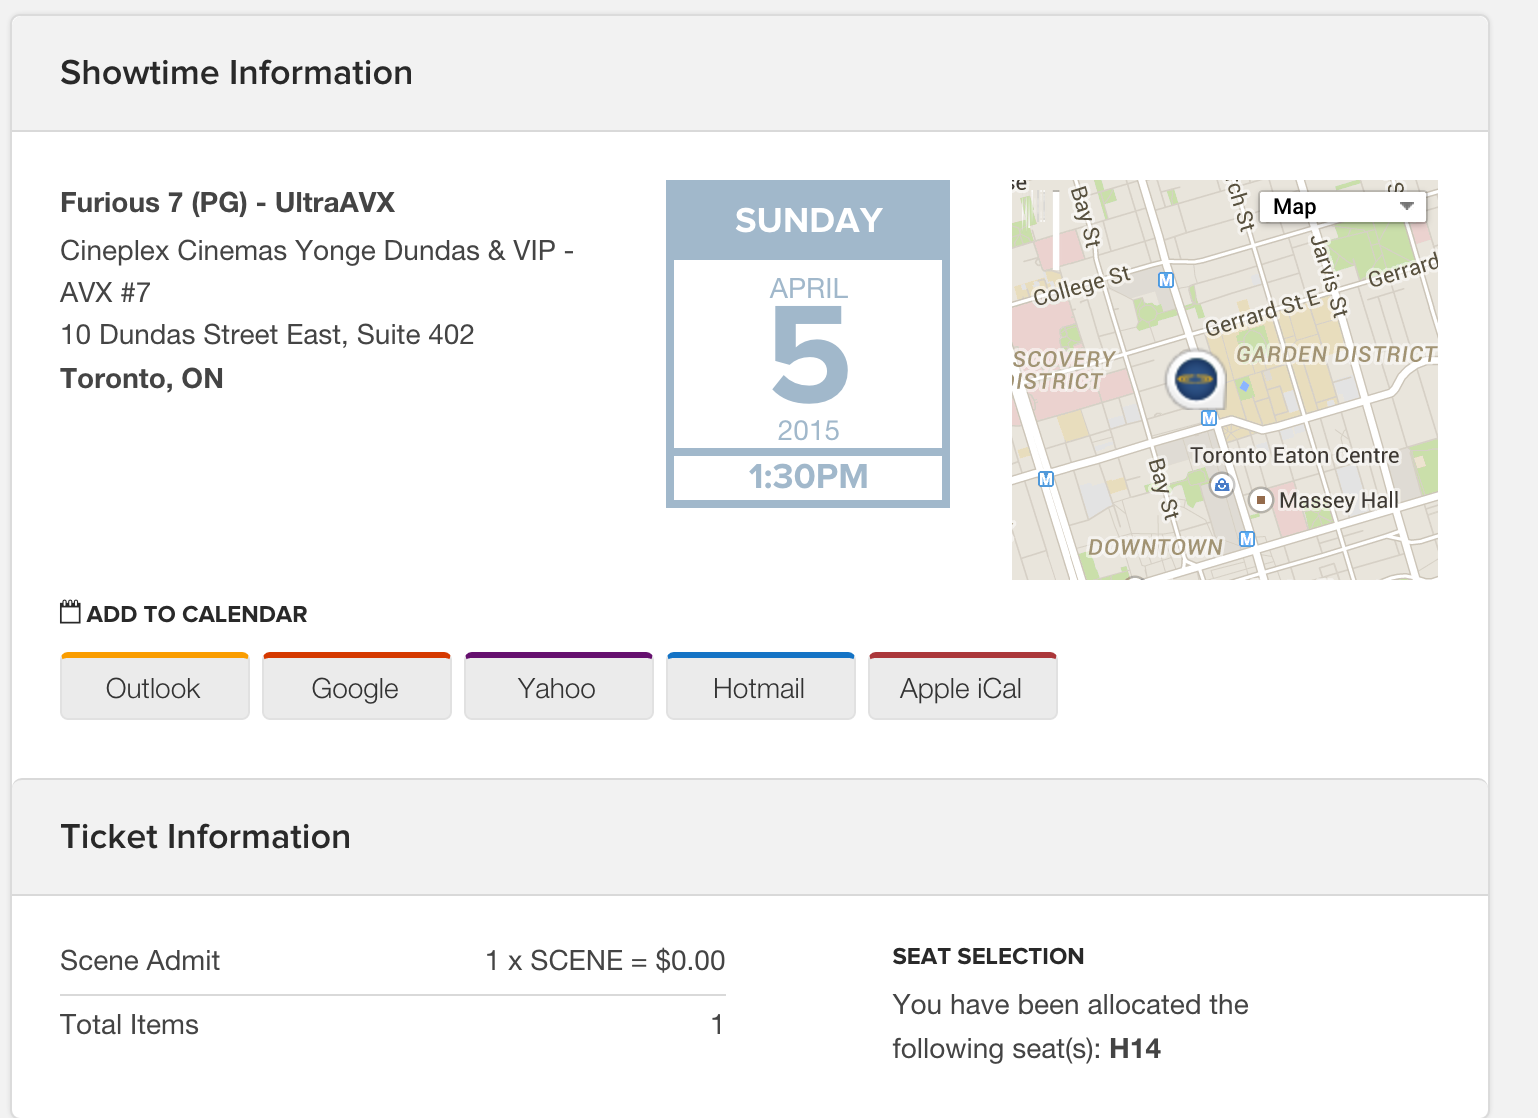 Showtime Information
Furious 7 (PG) - UltraAVX
Cineplex Cinemas Yonge Dundas & VIP -
AVX #7
10 Dundas Street East, Suite 402
Toronto, ON
SUNDAY
APRIL
5
2015
1:30PM
Map
Bay St
Jarvis St
College St
Gerrard
Gerrard St E
GARDEN DISTRICT
Toronto Eaton Centre
Bay St
Massey Hall
DOWNTOWN
M
M
M
M
ADD TO CALENDAR
Outlook
Google
Yahoo
Hotmail
Apple iCal
Ticket Information
Scene Admit
1 x SCENE = $0.00
Total Items
1
SEAT SELECTION
You have been allocated the
following seat(s): H14